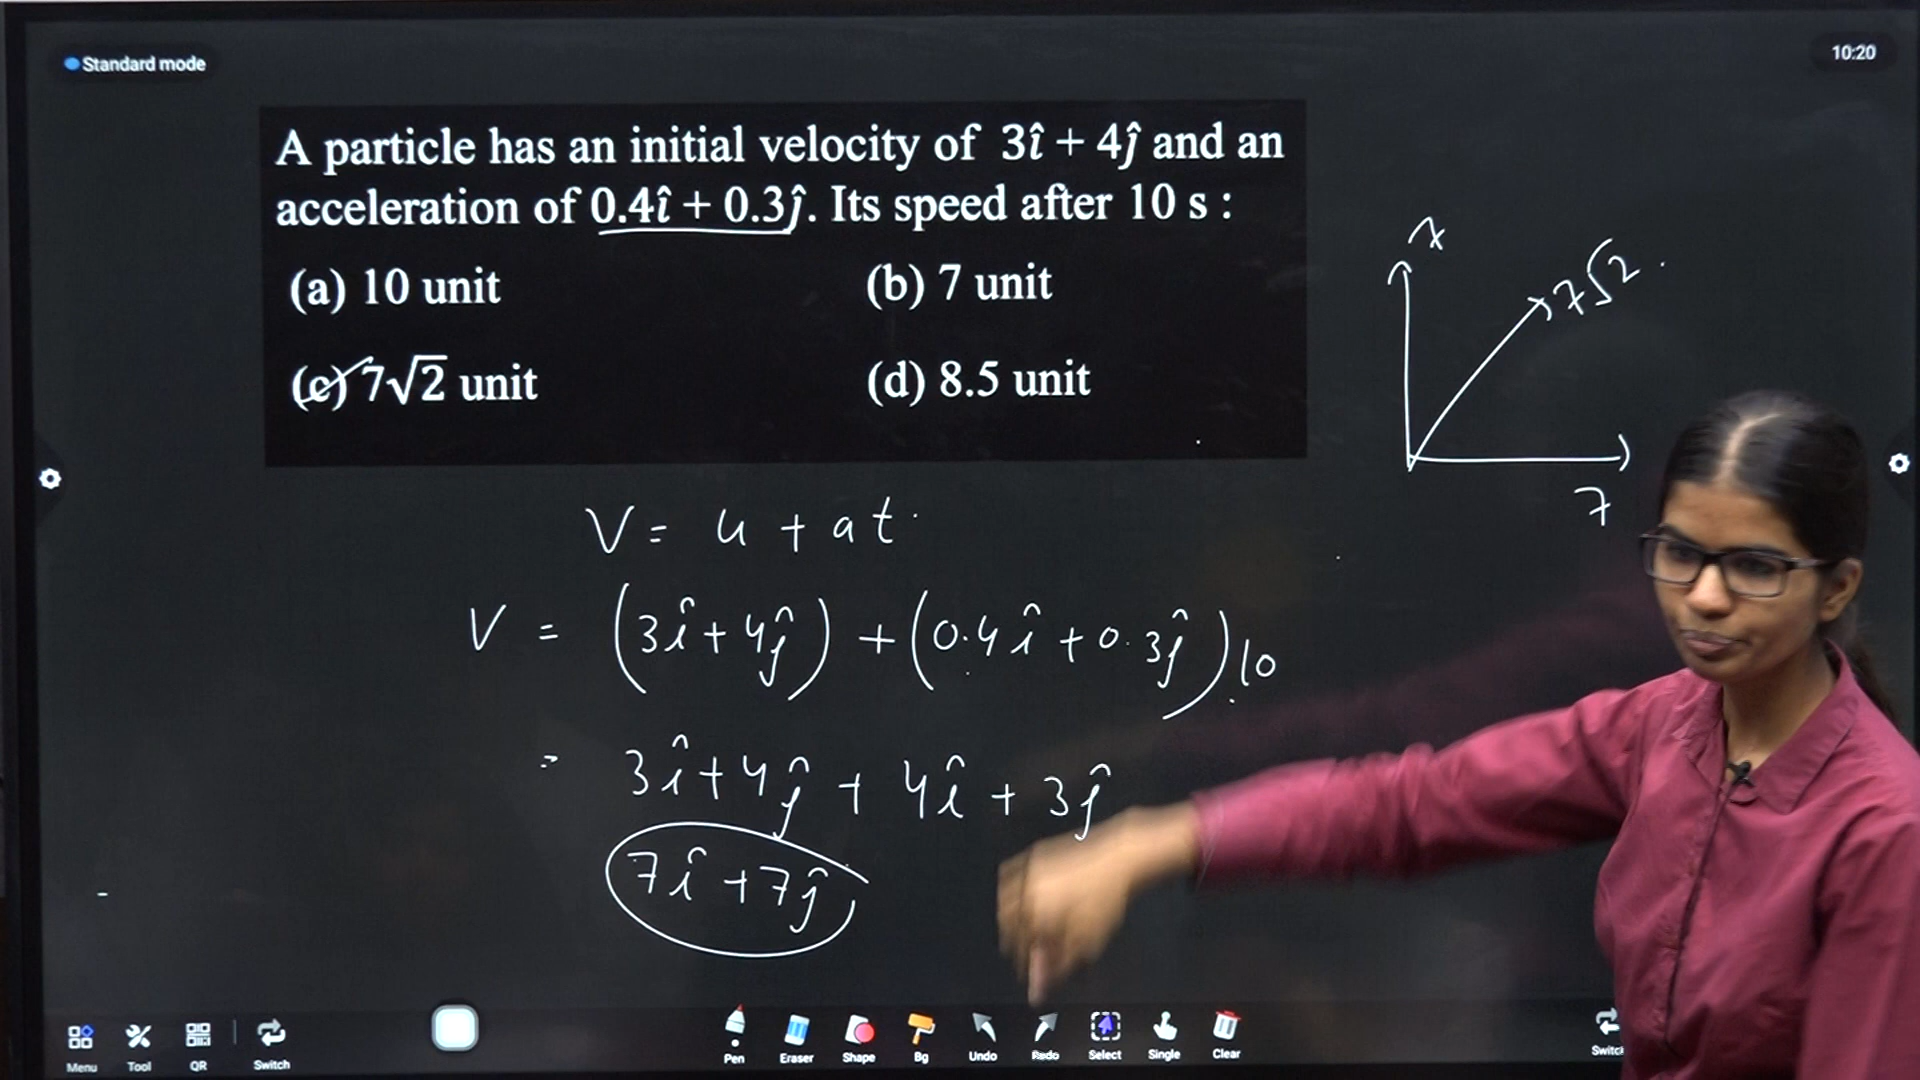 Standard mode
10:20
A particle has an initial velocity of 3î + 4ĵ and an
acceleration of 0.4î + 0.3ĵ. Its speed after 10 s :
(a) 10 unit
(b) 7 unit
(c) 7√2 unit
(d) 8.5 unit
7
7√2
7
V = u + at
V = (3î + 4ĵ) + (0.4î + 0.3ĵ) 10
= 3î + 4ĵ + 4î + 3ĵ
7î + 7ĵ
Menu Tool QR Switch
Pen Eraser Shape Bg Undo Redo Select Single Clear
Switch